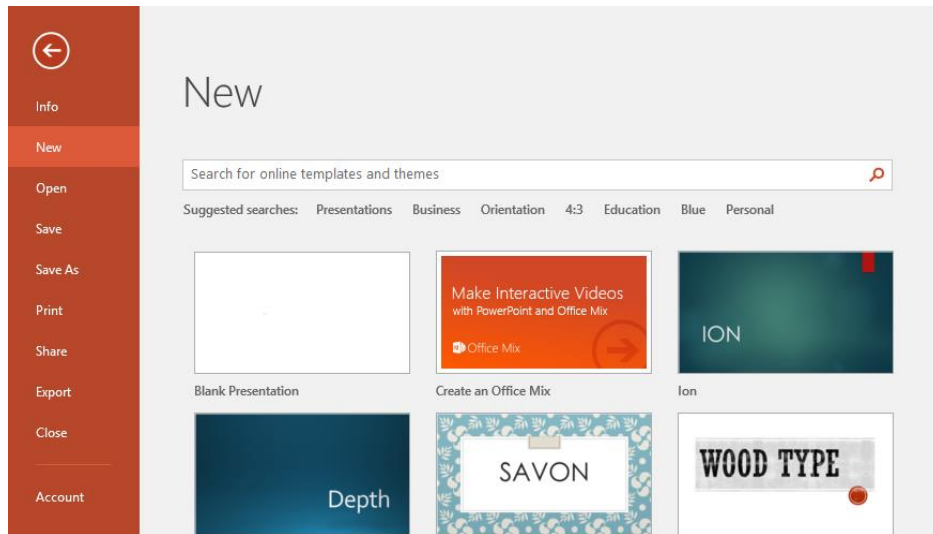 Info
New
Open
Save
Save As
Print
Share
Export
Close
Account
New
Search for online templates and themes
Suggested searches: Presentations Business Orientation 4:3 Education Blue Personal
Make Interactive Videos
with PowerPoint and Office Mix
Office Mix
ION
Blank Presentation Create an Office Mix Ion
Depth
SAVON
WOOD TYPE